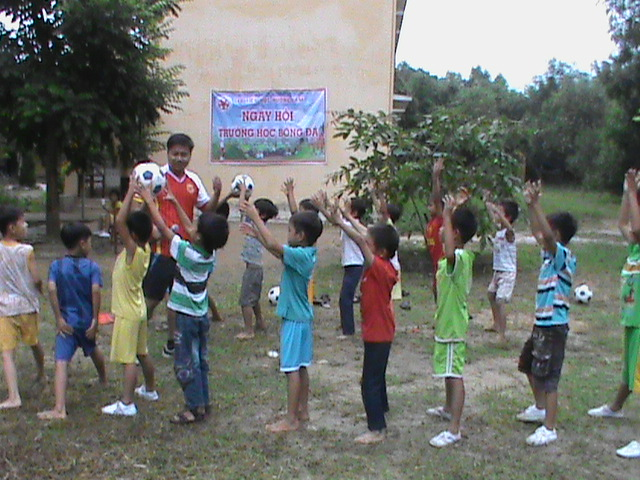 NGÀY HỘI
TRƯỜNG HỌC BÓNG ĐÁ